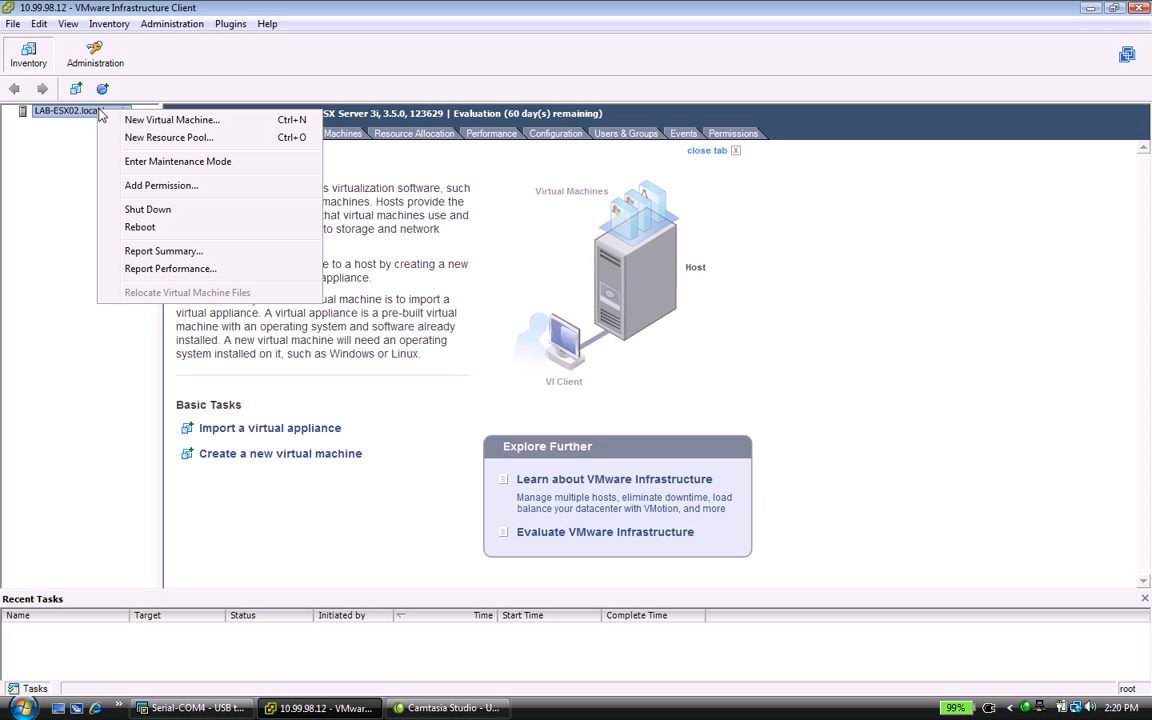 10.99.98.12 - VMware Infrastructure Client
File Edit View Inventory Administration Plugins Help
Inventory Administration
LAB-ESX02.loca
SX Server 3i, 3.5.0, 123629 | Evaluation (60 day(s) remaining)
Machines Resource Allocation Performance Configuration Users & Groups Events Permissions
close tab X
New Virtual Machine... Ctrl+N
New Resource Pool... Ctrl+O
Enter Maintenance Mode
Add Permission...
Shut Down
Reboot
Report Summary...
Report Performance...
Relocate Virtual Machine Files
s virtualization software, such
machines. Hosts provide the
that virtual machines use and
to storage and network
e to a host by creating a new
appliance.
tual machine is to import a
virtual appliance. A virtual appliance is a pre-built virtual
machine with an operating system and software already
installed. A new virtual machine will need an operating
system installed on it, such as Windows or Linux.
Virtual Machines
Host
VI Client
Basic Tasks
Import a virtual appliance
Create a new virtual machine
Explore Further
Learn about VMware Infrastructure
Manage multiple hosts, eliminate downtime, load
balance your datacenter with VMotion, and more
Evaluate VMware Infrastructure
Recent Tasks
Name Target Status Initiated by Time Start Time Complete Time
Tasks root
Serial-COM4 - USB t... 10.99.98.12 - VMwar... Camtasia Studio - U... 99% 2:20 PM